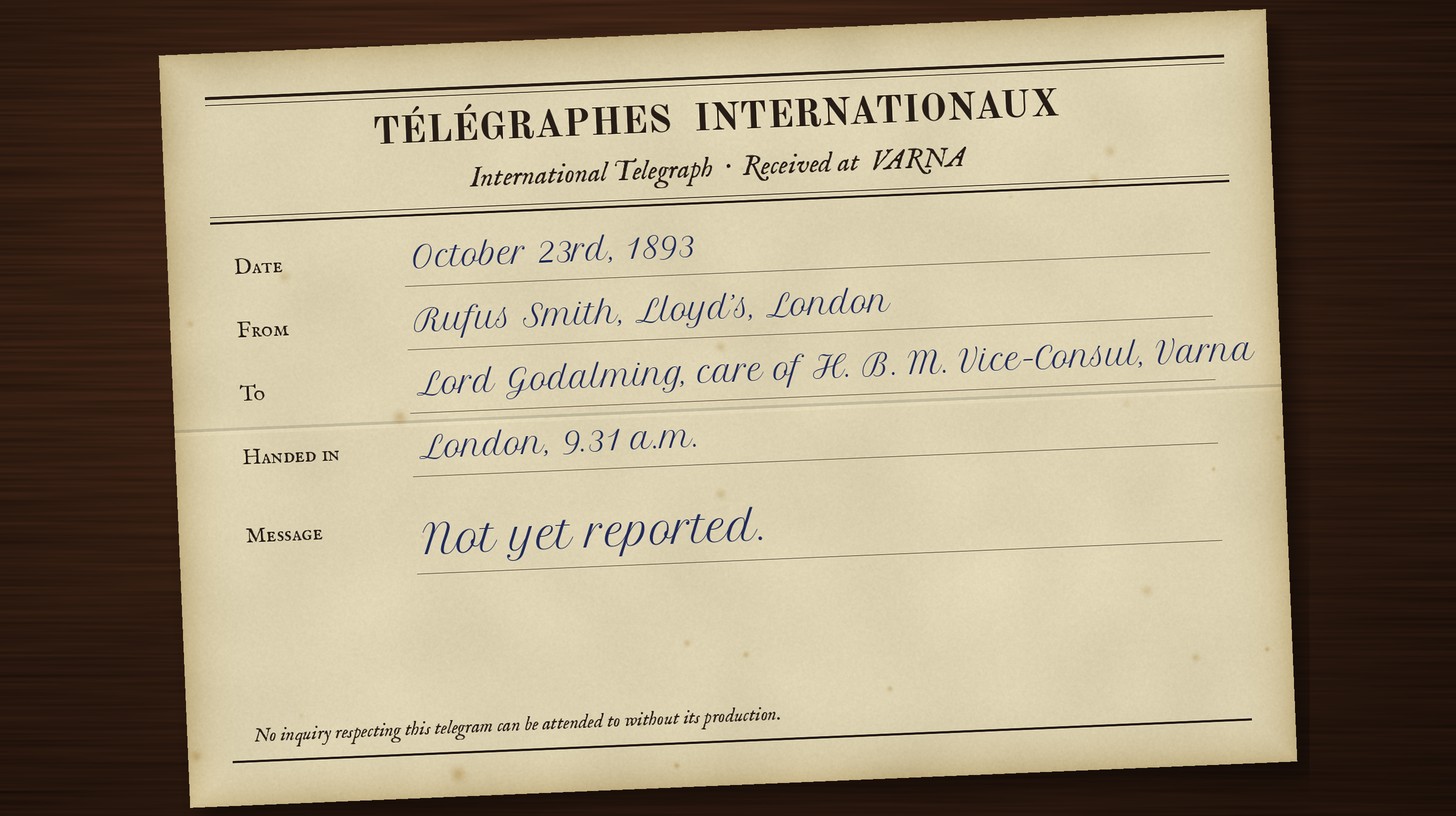 TÉLÉGRAPHES INTERNATIONAUX
International Telegraph · Received at VARNA
DATE October 23rd, 1893
FROM Rufus Smith, Lloyd’s, London
TO Lord Godalming, care of H. B. M. Vice-Consul, Varna
HANDED IN London, 9.31 a.m.
MESSAGE Not yet reported.
No inquiry respecting this telegram can be attended to without its production.